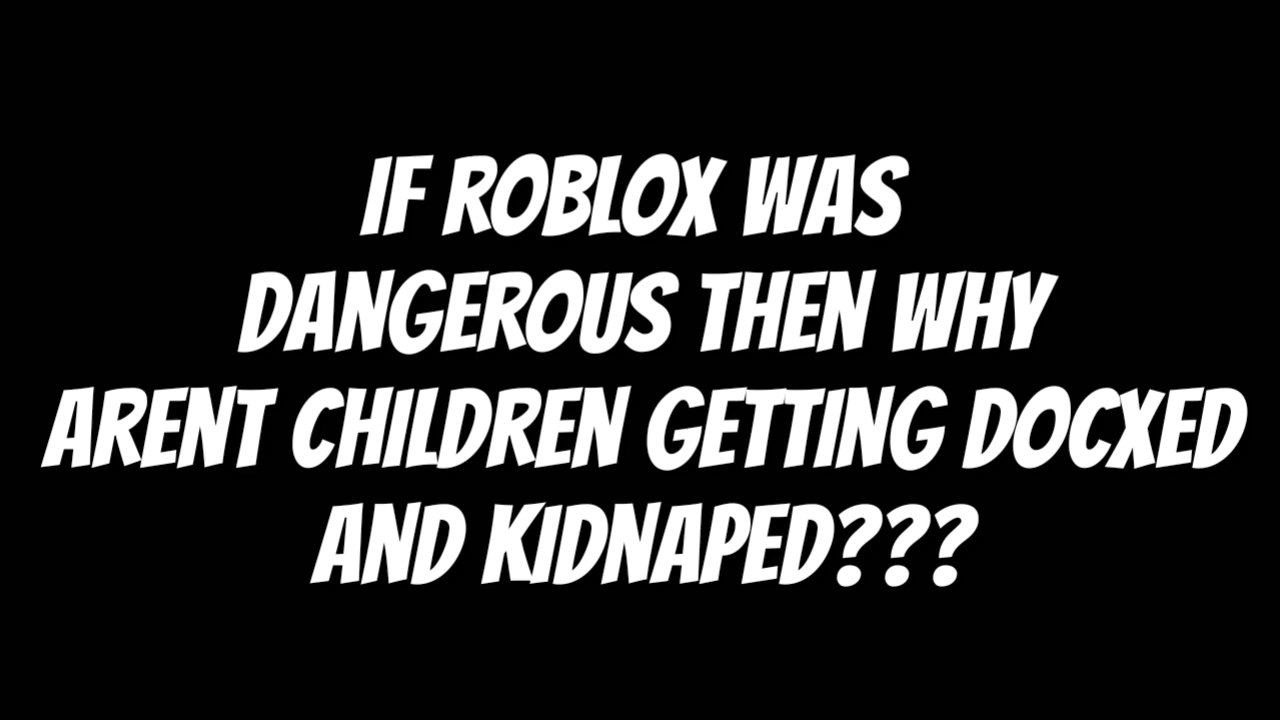 IF ROBLOX WAS
DANGEROUS THEN WHY
ARENT CHILDREN GETTING DOCXED
AND KIDNAPED???